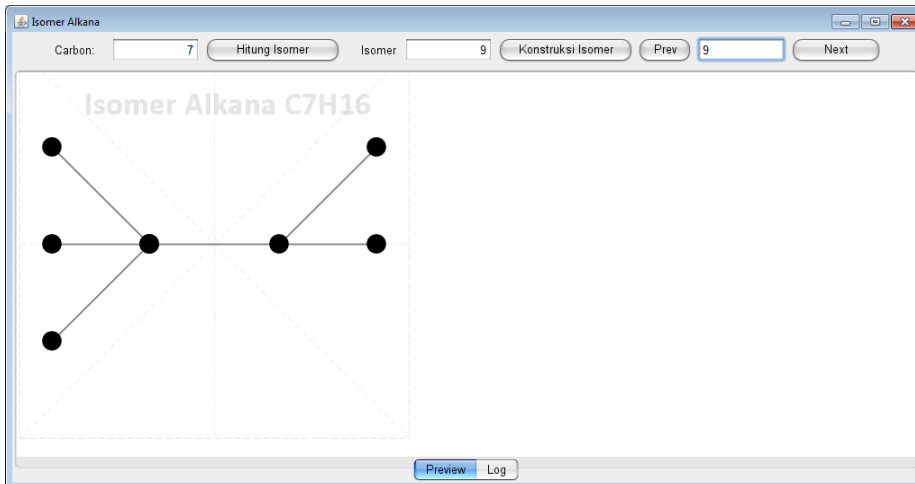 Isomer Alkana
Carbon: 7 Hitung Isomer Isomer 9 Konstruksi Isomer Prev 9 Next
Isomer Alkana C7H16
Preview Log